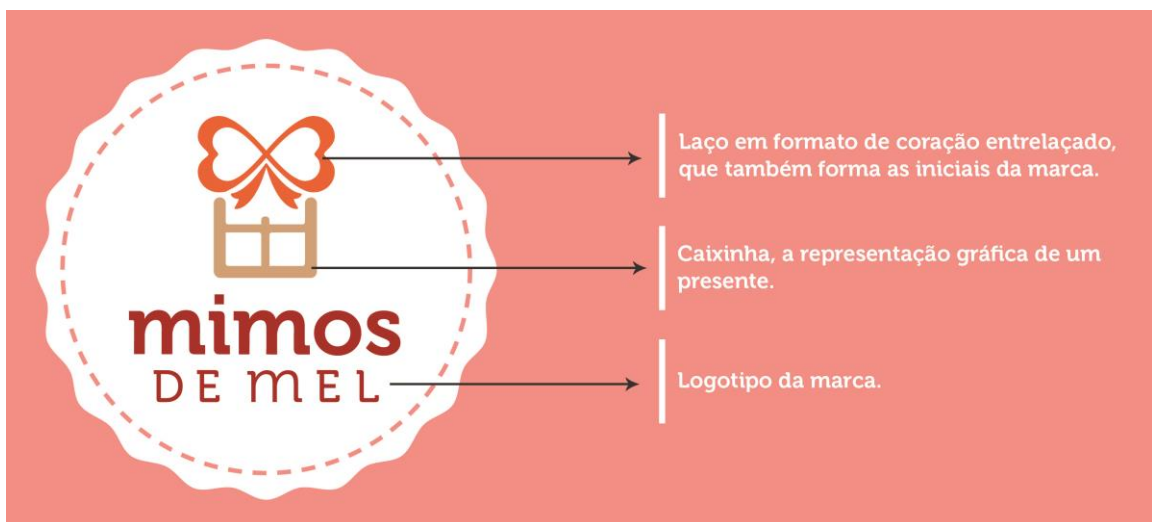 mimos
DE MEL
Laço em formato de coração entrelaçado,
que também forma as iniciais da marca.
Caixinha, a representação gráfica de um
presente.
Logotipo da marca.